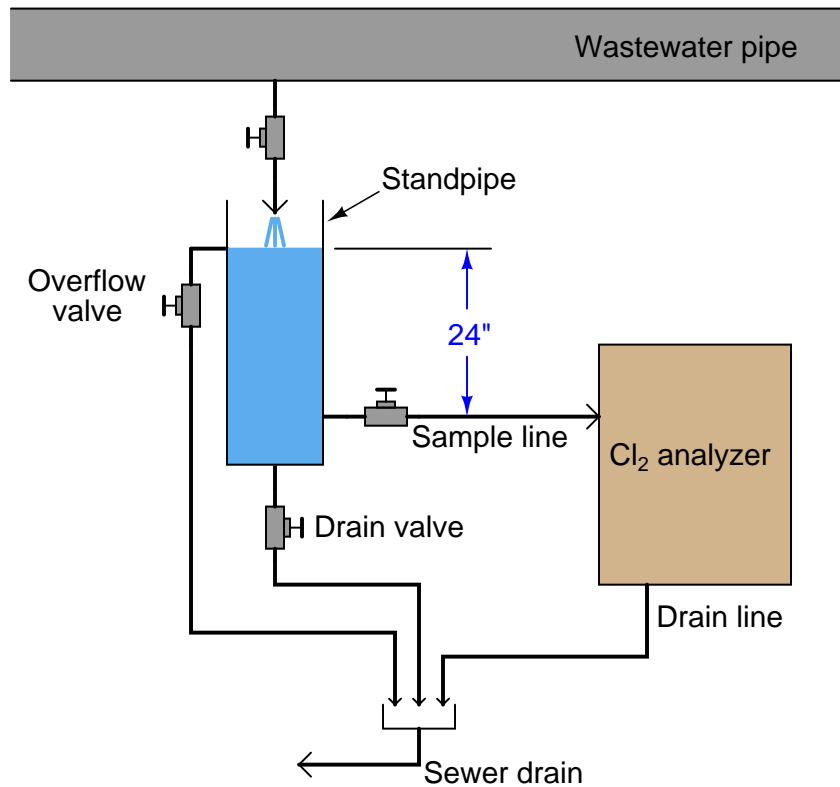 Wastewater pipe
Standpipe
Overflow
valve
24"
Sample line
Cl₂ analyzer
Drain valve
Drain line
Sewer drain